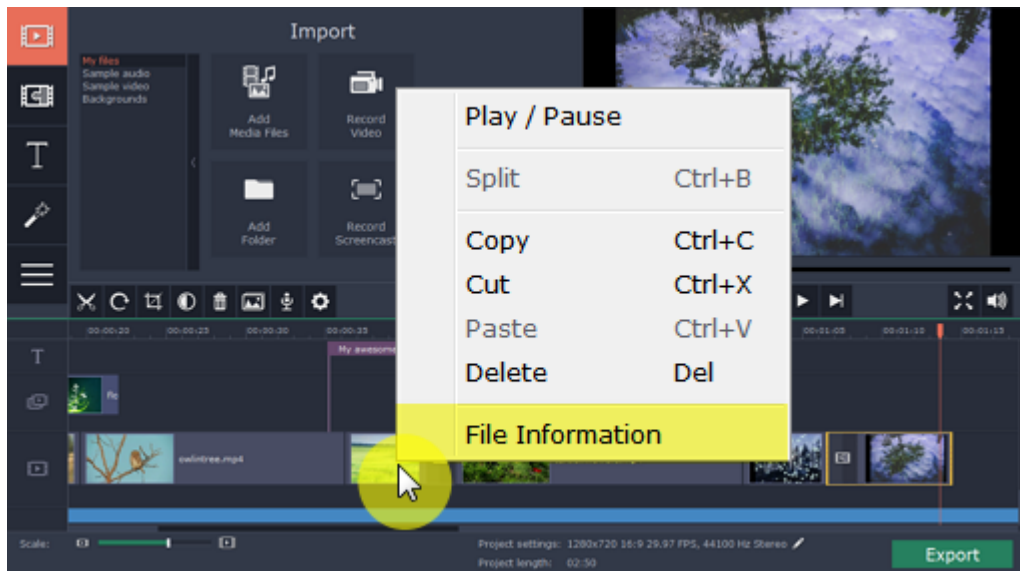 Import
My files
Sample audio
Sample video
Backgrounds
Add
Media Files
Record
Video
Add
Folder
Record
Screencast
Play / Pause
Split Ctrl+B
Copy Ctrl+C
Cut Ctrl+X
Paste Ctrl+V
Delete Del
File Information
T
00:00:20 00:00:25 00:00:30 00:00:35 00:01:05 00:01:10 00:01:15
T
My awesome
owlintree.mp4
Scale:
Project settings: 1280x720 16:9 29.97 FPS, 44100 Hz Stereo
Project length: 02:50
Export